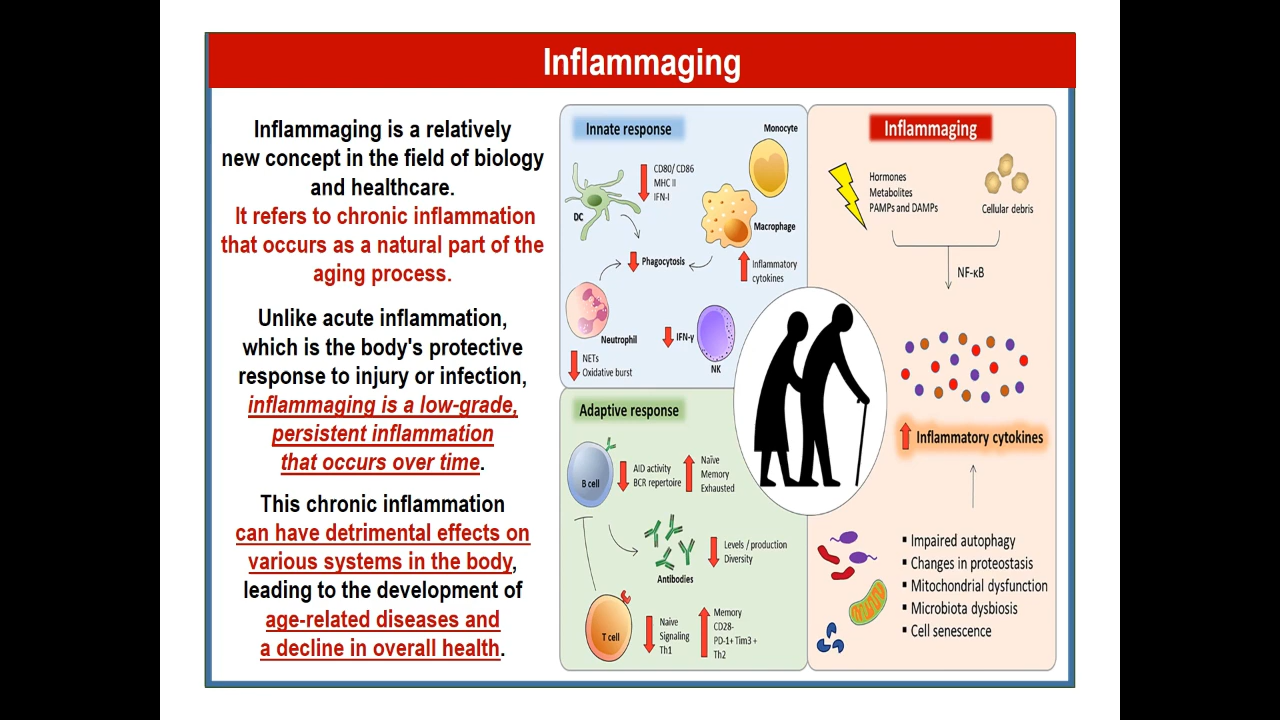 Inflammaging
Inflammaging is a relatively
new concept in the field of biology
and healthcare.
It refers to chronic inflammation
that occurs as a natural part of the
aging process.
Unlike acute inflammation,
which is the body's protective
response to injury or infection,
inflammaging is a low-grade,
persistent inflammation
that occurs over time.
This chronic inflammation
can have detrimental effects on
various systems in the body,
leading to the development of
age-related diseases and
a decline in overall health.
Innate response
Monocyte
CD80/ CD86
MHC II
IFN-I
DC
Macrophage
Phagocytosis
Inflammatory
cytokines
Neutrophil
IFN-γ
NK
NETs
Oxidative burst
Adaptive response
B cell
AID activity
BCR repertoire
Naïve
Memory
Exhausted
Antibodies
Levels / production
Diversity
T cell
Naive
Signaling
Th1
Memory
CD28-
PD-1+ Tim3 +
Th2
Inflammaging
Hormones
Metabolites
PAMPs and DAMPs
Cellular debris
NF-κB
Inflammatory cytokines
▪ Impaired autophagy
▪ Changes in proteostasis
▪ Mitochondrial dysfunction
▪ Microbiota dysbiosis
▪ Cell senescence